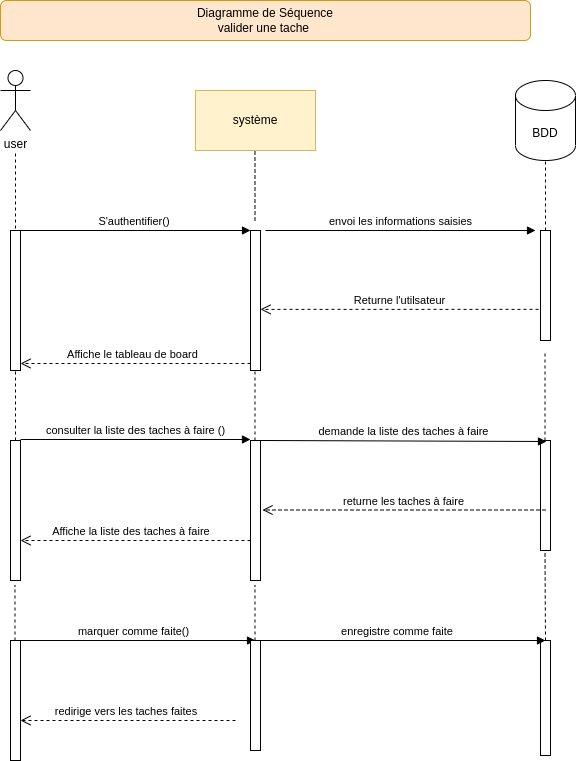 Diagramme de Séquence
valider une tache
user
système
BDD
S'authentifier()
envoi les informations saisies
Returne l'utilsateur
Affiche le tableau de board
consulter la liste des taches à faire ()
demande la liste des taches à faire
returne les taches à faire
Affiche la liste des taches à faire
marquer comme faite()
enregistre comme faite
redirige vers les taches faites